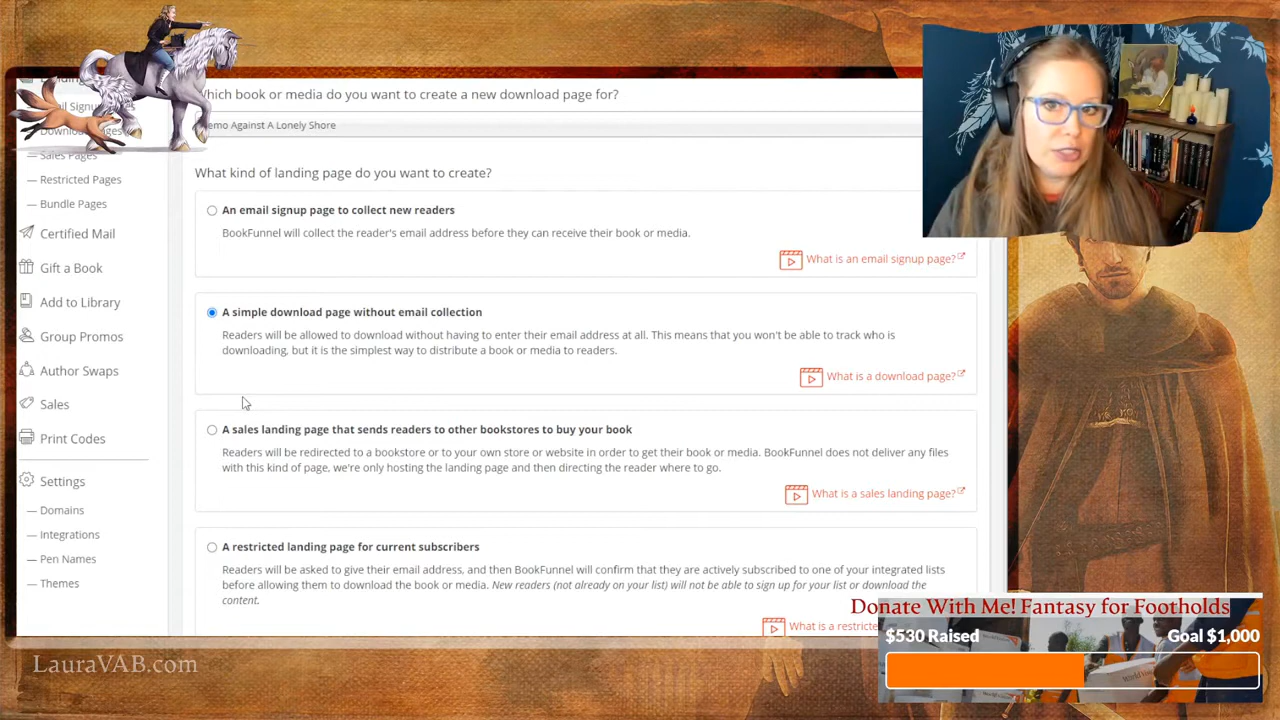 Which book or media do you want to create a new download page for?
Demo Against A Lonely Shore
What kind of landing page do you want to create?
An email signup page to collect new readers
BookFunnel will collect the reader's email address before they can receive their book or media.
What is an email signup page?
A simple download page without email collection
Readers will be allowed to download without having to enter their email address at all. This means that you won't be able to track who is
downloading, but it is the simplest way to distribute a book or media to readers.
What is a download page?
A sales landing page that sends readers to other bookstores to buy your book
Readers will be redirected to a bookstore or to your own store or website in order to get their book or media. BookFunnel does not deliver any files
with this kind of page, we're only hosting the landing page and then directing the reader where to go.
What is a sales landing page?
A restricted landing page for current subscribers
Readers will be asked to give their email address, and then BookFunnel will confirm that they are actively subscribed to one of your integrated lists
before allowing them to download the book or media. New readers (not already on your list) will not be able to sign up for your list or download the
content.
What is a restricte
— Sales Pages
— Restricted Pages
— Bundle Pages
Certified Mail
Gift a Book
Add to Library
Group Promos
Author Swaps
Sales
Print Codes
Settings
— Domains
— Integrations
— Pen Names
— Themes
Donate With Me! Fantasy for Footholds
$530 Raised
Goal $1,000
LauraVAB.com